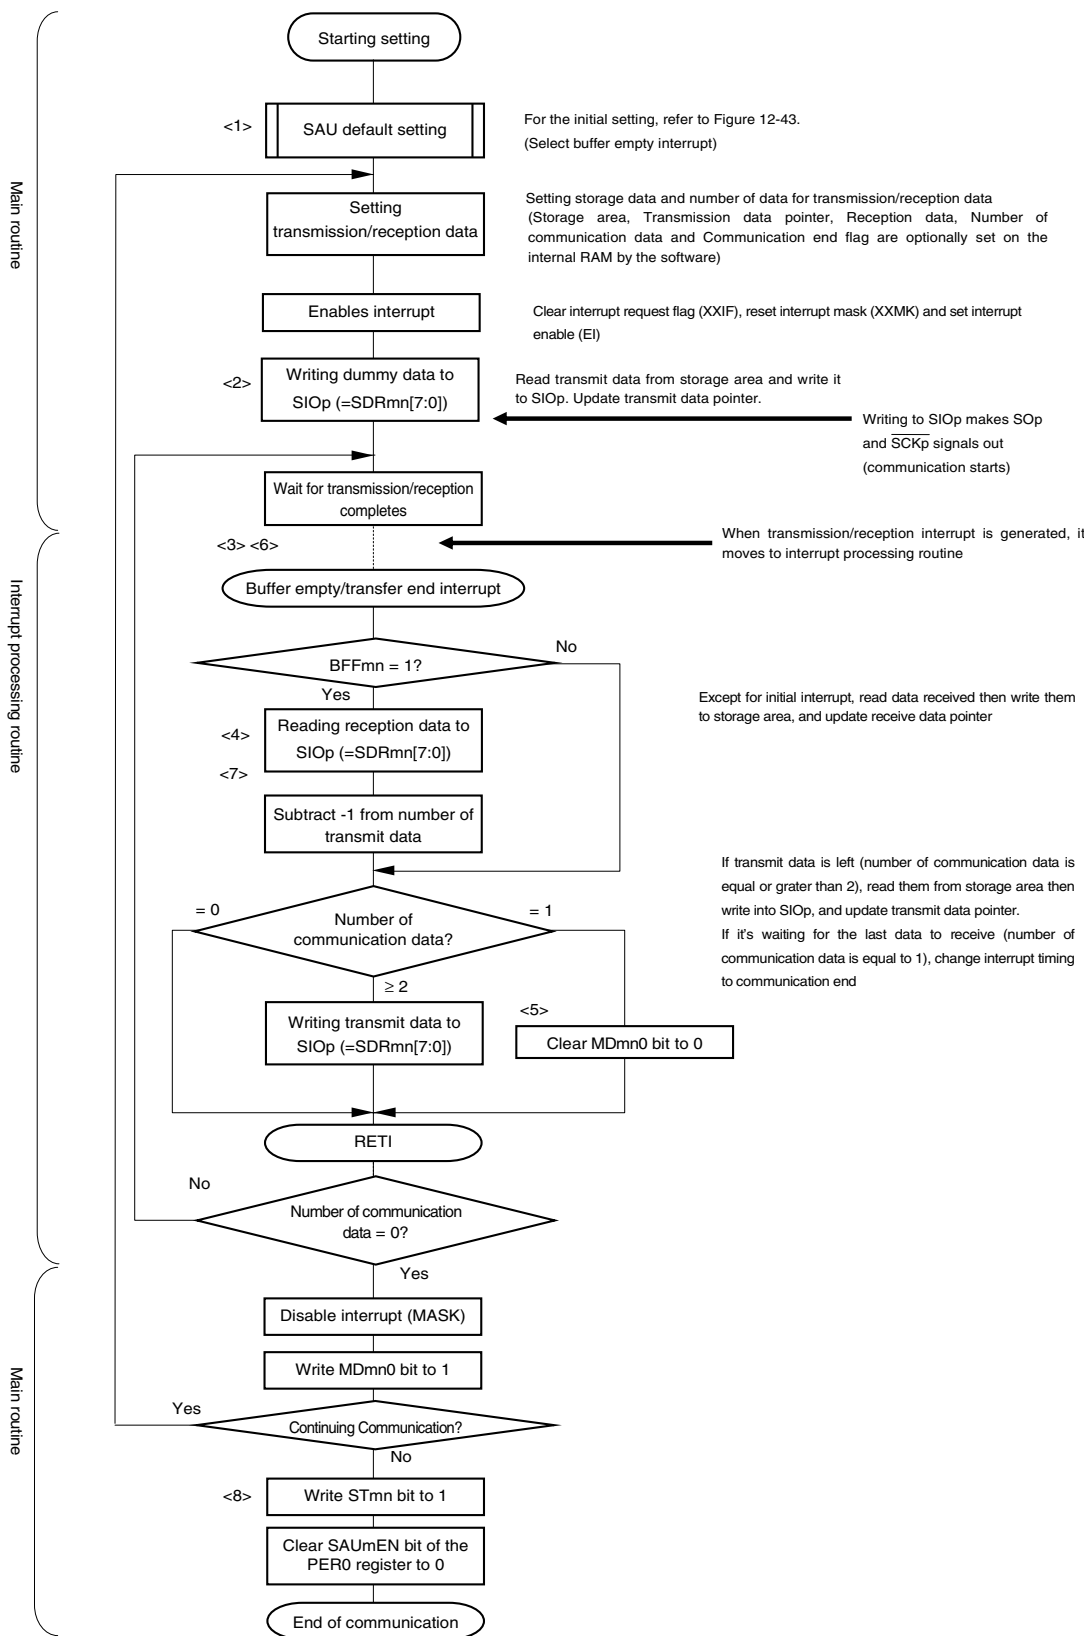 Starting setting
<1>
SAU default setting
For the initial setting, refer to Figure 12-43.
(Select buffer empty interrupt)
Main routine
Setting
transmission/reception data
Setting storage data and number of data for transmission/reception data
(Storage area, Transmission data pointer, Reception data, Number of
communication data and Communication end flag are optionally set on the
internal RAM by the software)
Enables interrupt
Clear interrupt request flag (XXIF), reset interrupt mask (XXMK) and set interrupt
enable (EI)
<2>
Writing dummy data to
SIOp (=SDRmn[7:0])
Read transmit data from storage area and write it
to SIOp. Update transmit data pointer.
Writing to SIOp makes SOp
and SCKp signals out
(communication starts)
Wait for transmission/reception
completes
<3> <6>
When transmission/reception interrupt is generated, it
moves to interrupt processing routine
Interrupt processing routine
Buffer empty/transfer end interrupt
BFFmn = 1?
No
Yes
<4>
Reading reception data to
SIOp (=SDRmn[7:0])
<7>
Except for initial interrupt, read data received then write them
to storage area, and update receive data pointer
Subtract -1 from number of
transmit data
= 0
Number of
communication data?
= 1
≥ 2
If transmit data is left (number of communication data is
equal or grater than 2), read them from storage area then
write into SIOp, and update transmit data pointer.
If it's waiting for the last data to receive (number of
communication data is equal to 1), change interrupt timing
to communication end
Writing transmit data to
SIOp (=SDRmn[7:0])
<5>
Clear MDmn0 bit to 0
RETI
No
Number of communication
data = 0?
Yes
Main routine
Disable interrupt (MASK)
Write MDmn0 bit to 1
Yes
Continuing Communication?
No
<8>
Write STmn bit to 1
Clear SAUmEN bit of the
PER0 register to 0
End of communication